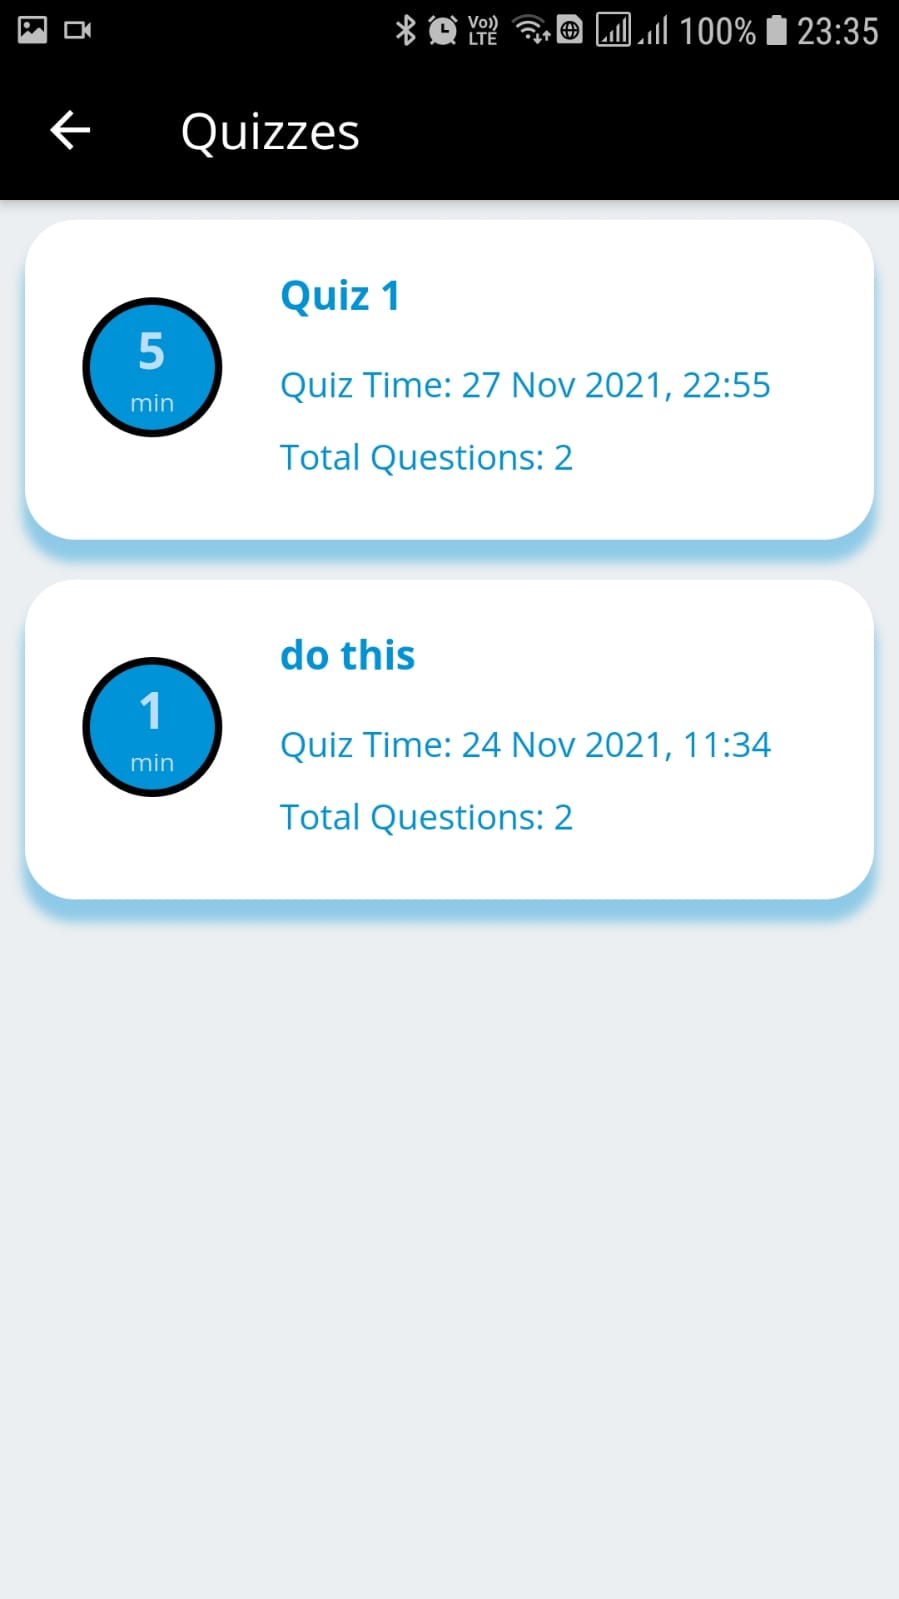 Vo)) LTE 100% 23:35
Quizzes
Quiz 1
5
min
Quiz Time: 27 Nov 2021, 22:55
Total Questions: 2
do this
1
min
Quiz Time: 24 Nov 2021, 11:34
Total Questions: 2